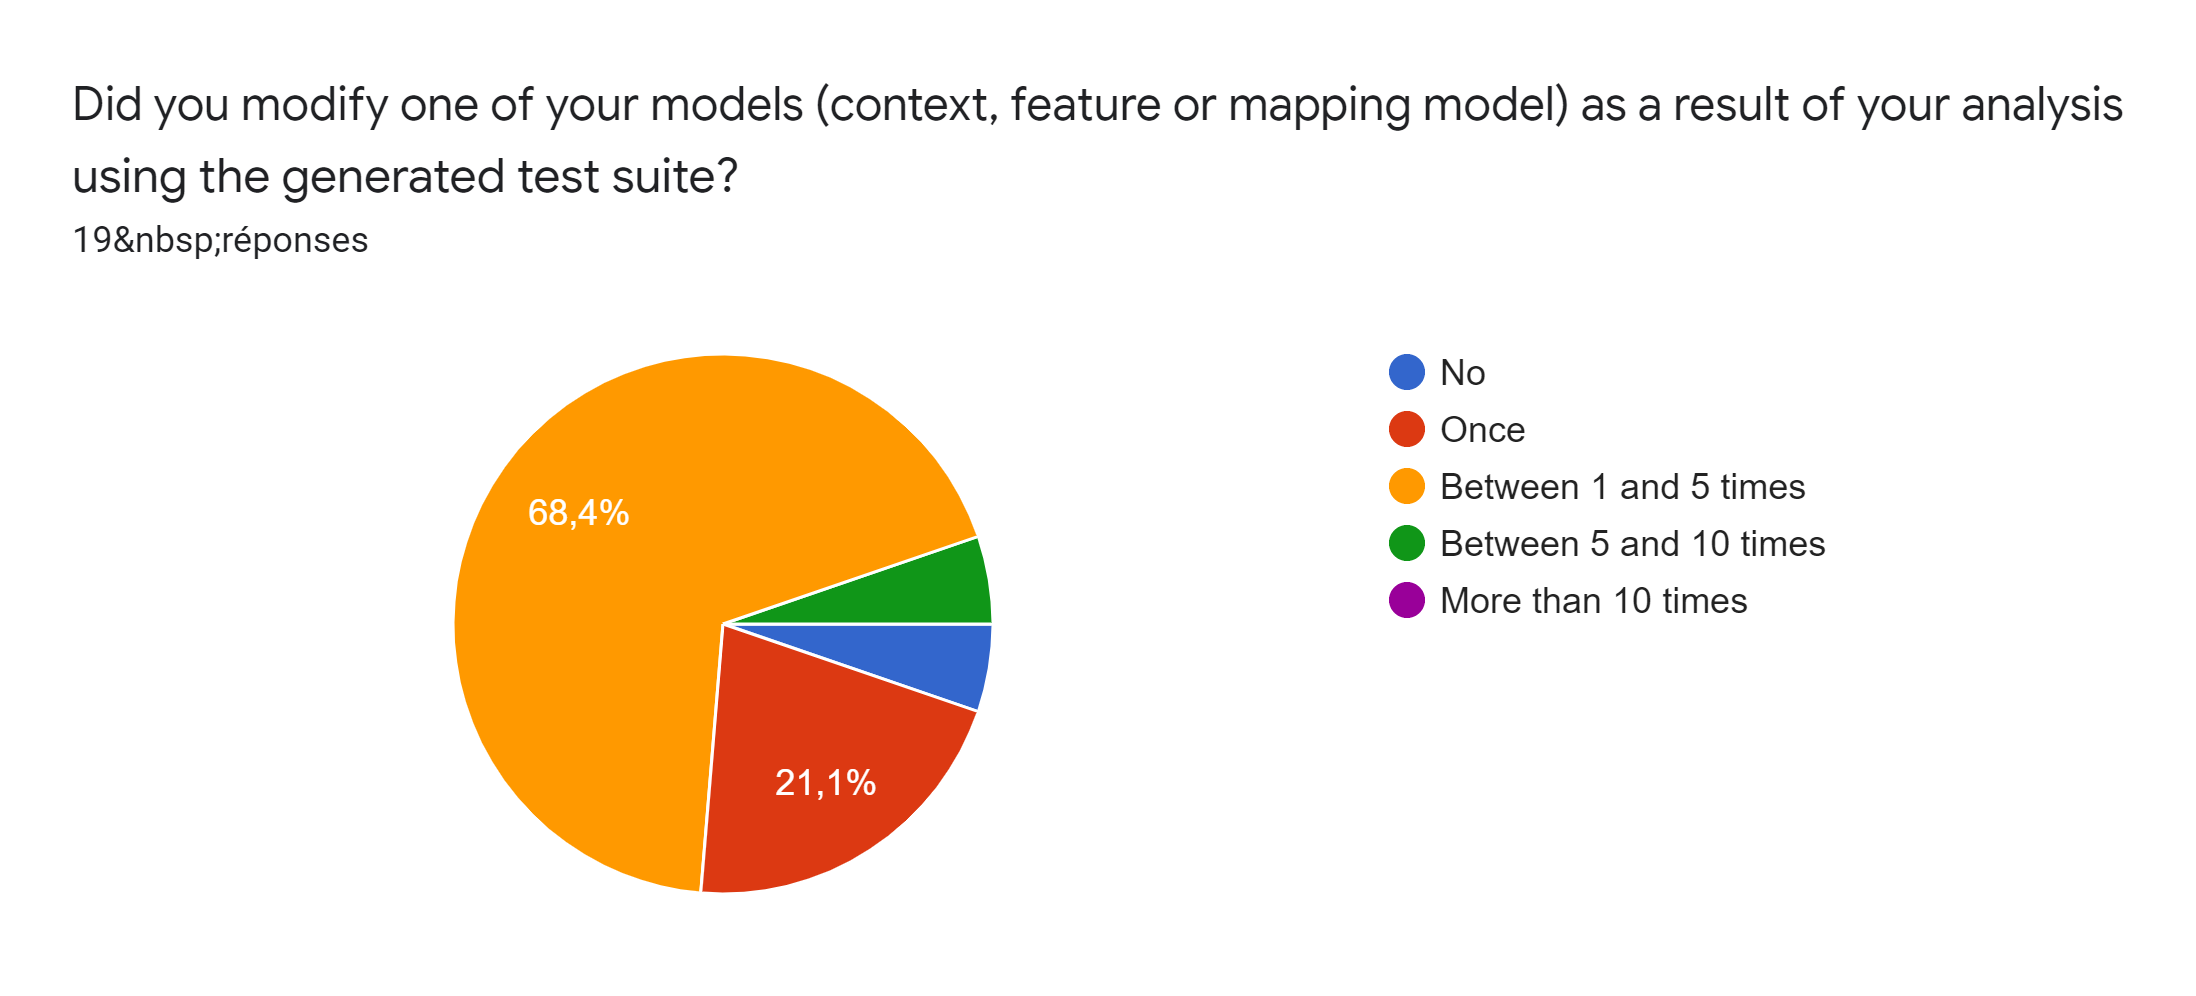 Did you modify one of your models (context, feature or mapping model) as a result of your analysis
using the generated test suite?
19&nbsp;réponses
No
Once
Between 1 and 5 times
Between 5 and 10 times
More than 10 times
68,4%
21,1%